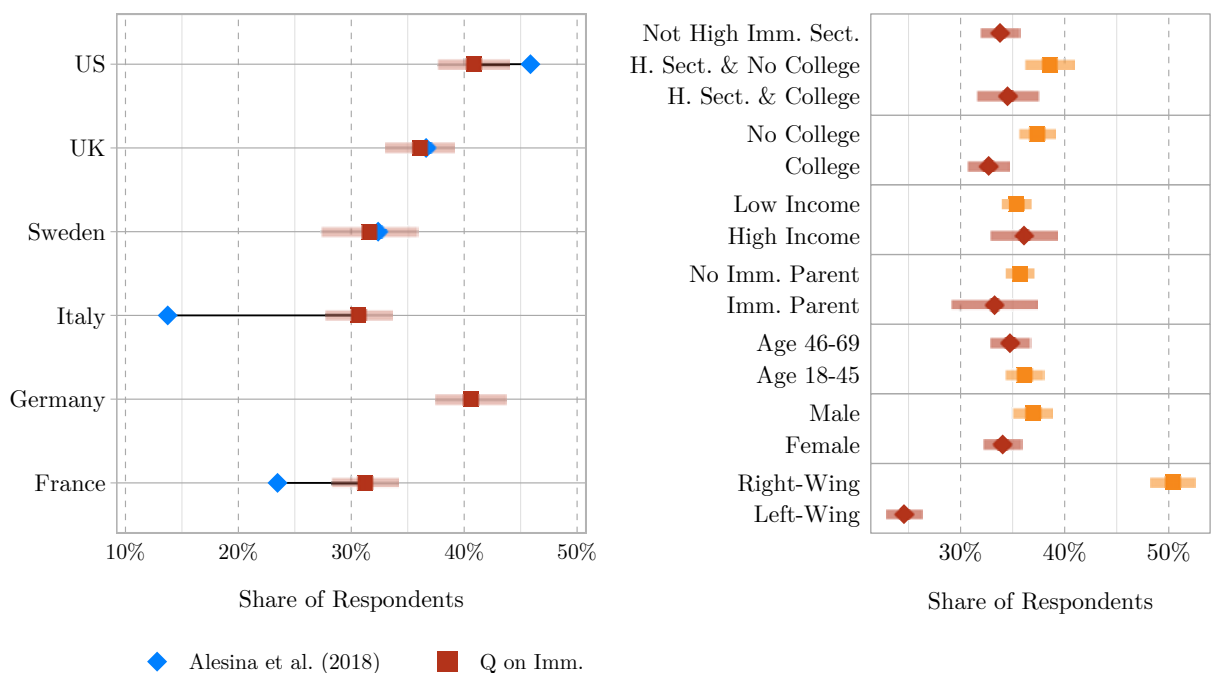 US
UK
Sweden
Italy
Germany
France
10% 20% 30% 40% 50%
Share of Respondents
Alesina et al. (2018) Q on Imm.
Not High Imm. Sect.
H. Sect. & No College
H. Sect. & College
No College
College
Low Income
High Income
No Imm. Parent
Imm. Parent
Age 46-69
Age 18-45
Male
Female
Right-Wing
Left-Wing
30% 40% 50%
Share of Respondents